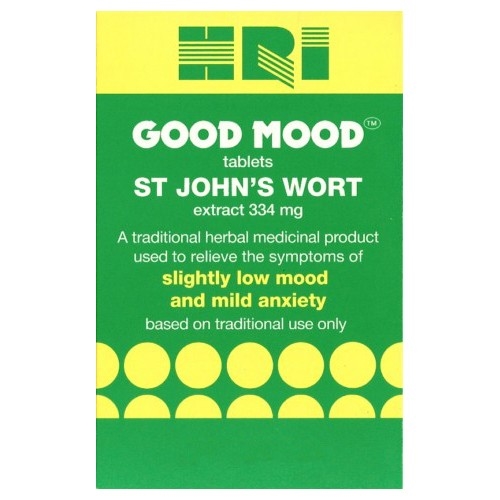 HRI
GOOD MOOD™
tablets
ST JOHN'S WORT
extract 334 mg
A traditional herbal medicinal product
used to relieve the symptoms of
slightly low mood
and mild anxiety
based on traditional use only